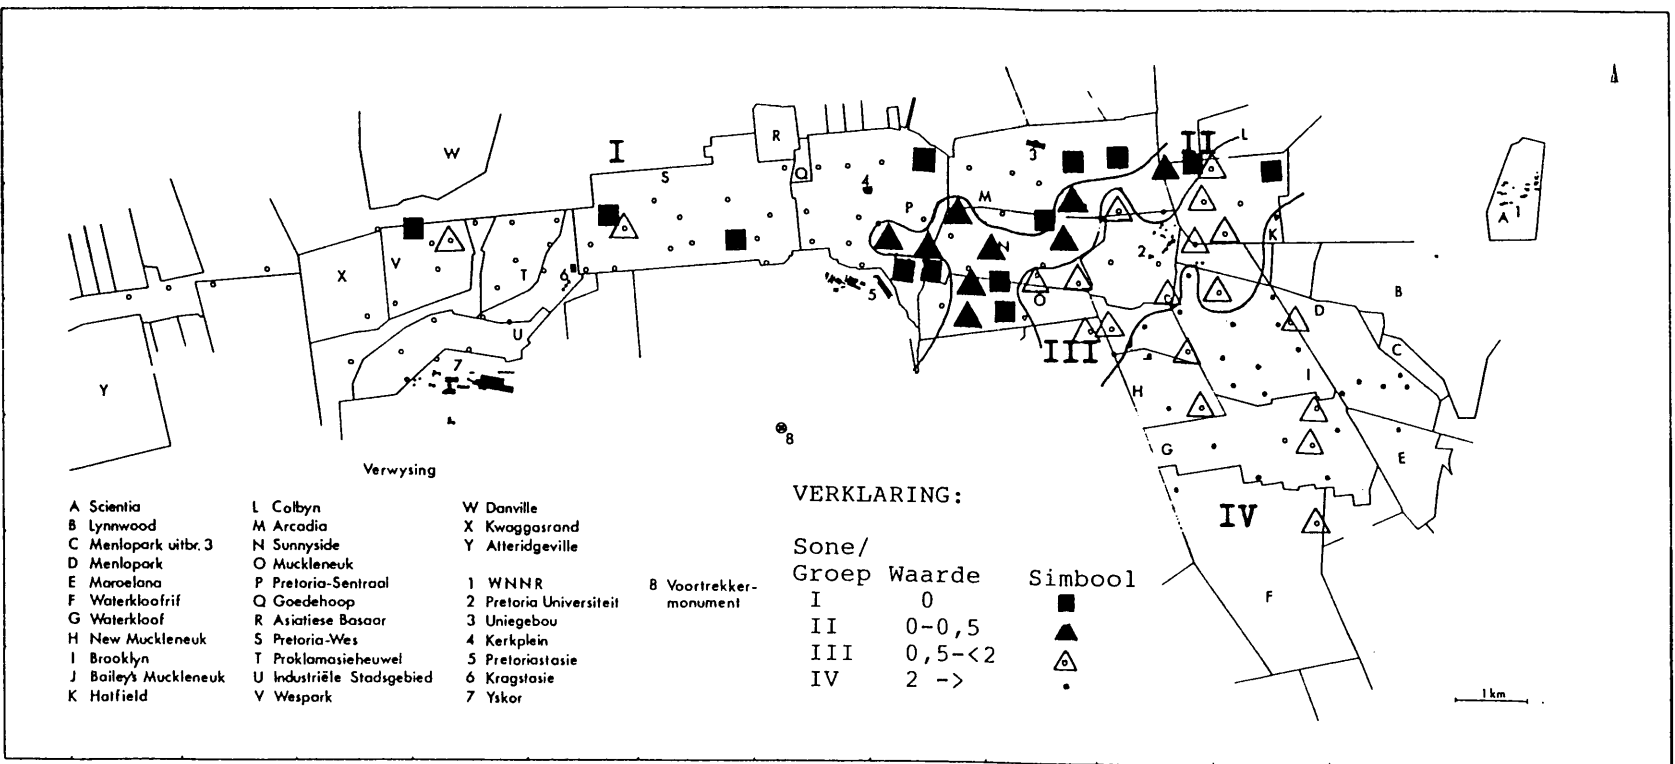 W
I
R
II
L
S
Q
4
3
P
M
K
A 1
X
V
T
6
N
2
5
O
B
U
D
III
C
7
Y
H
I
8
G
E
IV
F
Verwysing
A Scientia
B Lynnwood
C Menlopark uitbr. 3
D Menlopark
E Maroelana
F Waterkloofrif
G Waterkloof
H New Muckleneuk
I Brooklyn
J Bailey's Muckleneuk
K Hatfield
L Colbyn
M Arcadia
N Sunnyside
O Muckleneuk
P Pretoria-Sentraal
Q Goedehoop
R Asiatiese Basaar
S Pretoria-Wes
T Proklamasieheuwel
U Industriële Stadsgebied
V Wespark
W Danville
X Kwaggasrand
Y Atteridgeville
1 WNNR
2 Pretoria Universiteit
3 Uniegebou
4 Kerkplein
5 Pretoriastasie
6 Kragstasie
7 Yskor
8 Voortrekker-
monument
VERKLARING:
Sone/
Groep Waarde Simbool
I 0
II 0-0,5
III 0,5-<2
IV 2 ->
1 km